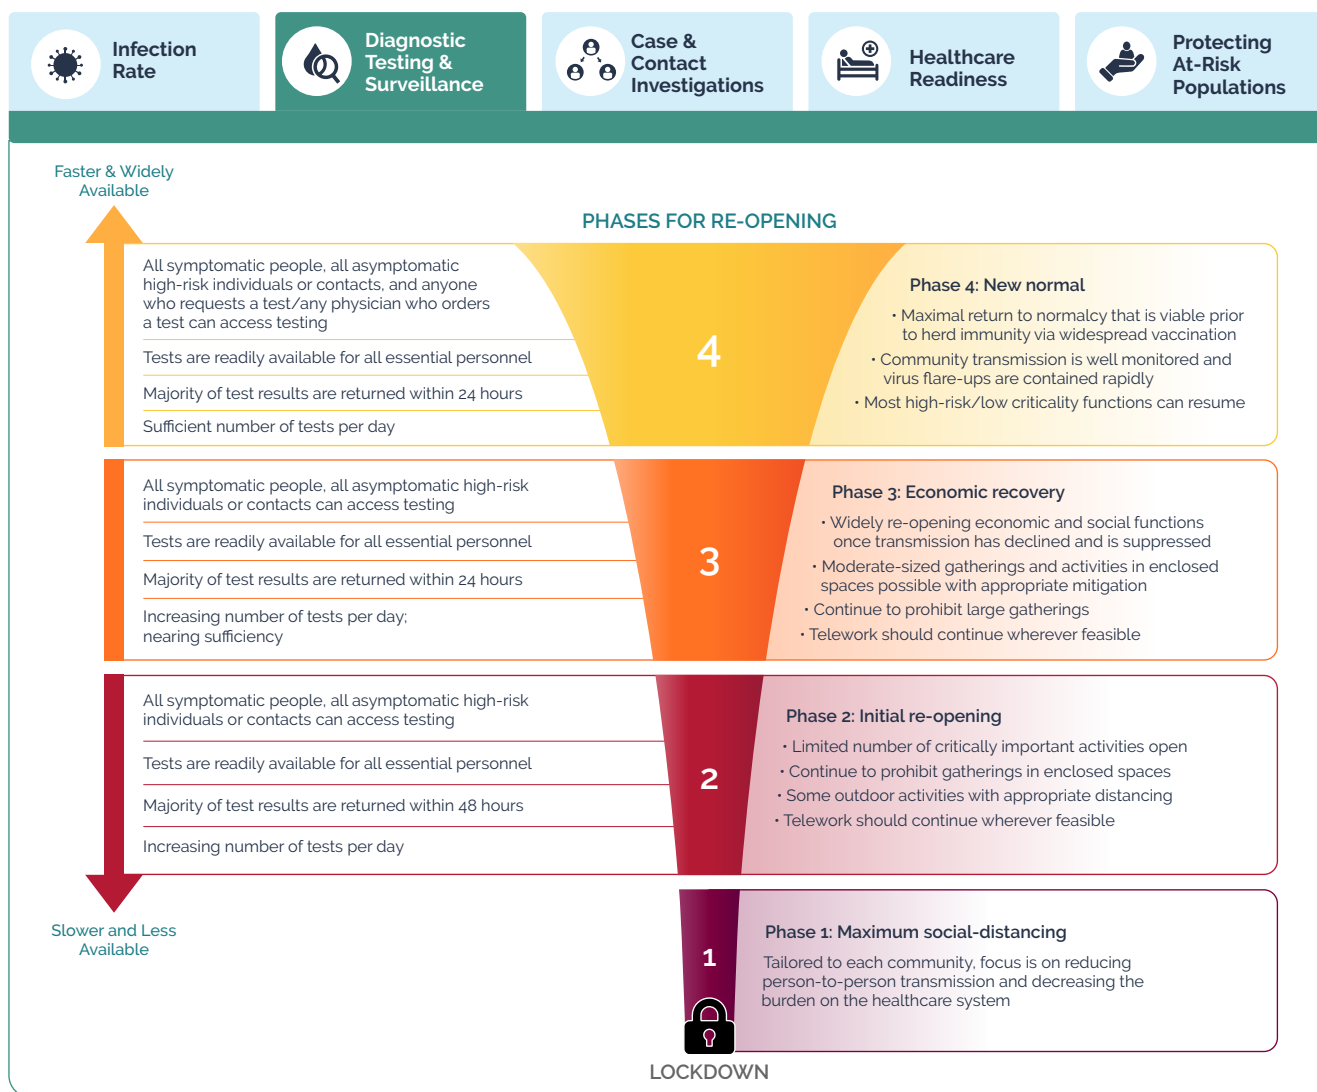 Infection
Rate
Diagnostic
Testing &
Surveillance
Case &
Contact
Investigations
Healthcare
Readiness
Protecting
At-Risk
Populations
Faster & Widely
Available
PHASES FOR RE-OPENING
All symptomatic people, all asymptomatic
high-risk individuals or contacts, and anyone
who requests a test/any physician who orders
a test can access testing
Tests are readily available for all essential personnel
Majority of test results are returned within 24 hours
Sufficient number of tests per day
4
Phase 4: New normal
• Maximal return to normalcy that is viable prior
to herd immunity via widespread vaccination
• Community transmission is well monitored and
virus flare-ups are contained rapidly
• Most high-risk/low criticality functions can resume
All symptomatic people, all asymptomatic high-risk
individuals or contacts can access testing
Tests are readily available for all essential personnel
Majority of test results are returned within 24 hours
Increasing number of tests per day;
nearing sufficiency
3
Phase 3: Economic recovery
• Widely re-opening economic and social functions
once transmission has declined and is suppressed
• Moderate-sized gatherings and activities in enclosed
spaces possible with appropriate mitigation
• Continue to prohibit large gatherings
• Telework should continue wherever feasible
All symptomatic people, all asymptomatic high-risk
individuals or contacts can access testing
Tests are readily available for all essential personnel
Majority of test results are returned within 48 hours
Increasing number of tests per day
2
Phase 2: Initial re-opening
• Limited number of critically important activities open
• Continue to prohibit gatherings in enclosed spaces
• Some outdoor activities with appropriate distancing
• Telework should continue wherever feasible
Slower and Less
Available
1
Phase 1: Maximum social-distancing
Tailored to each community, focus is on reducing
person-to-person transmission and decreasing the
burden on the healthcare system
LOCKDOWN